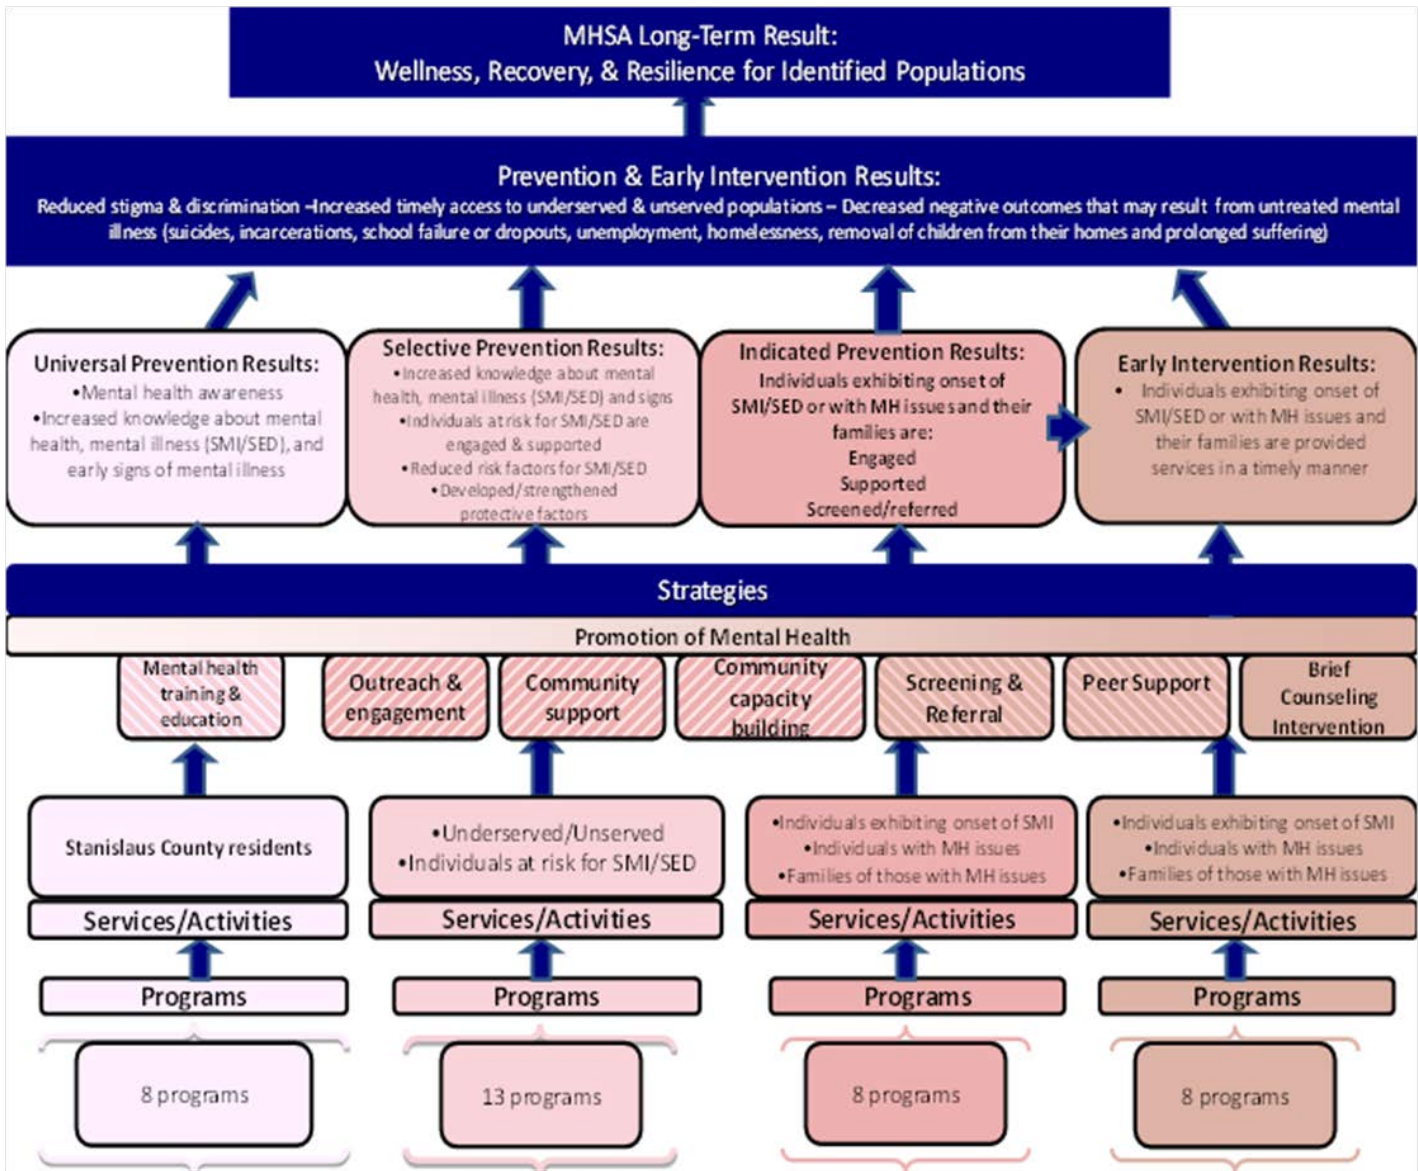 MHSA Long-Term Result:
Wellness, Recovery, & Resilience for Identified Populations
Prevention & Early Intervention Results:
Reduced stigma & discrimination –Increased timely access to underserved & unserved populations – Decreased negative outcomes that may result from untreated mental
illness (suicides, incarcerations, school failure or dropouts, unemployment, homelessness, removal of children from their homes and prolonged suffering)
Universal Prevention Results:
•Mental health awareness
•Increased knowledge about mental
health, mental illness (SMI/SED), and
early signs of mental illness
Selective Prevention Results:
•Increased knowledge about mental
health, mental illness (SMI/SED) and signs
•Individuals at risk for SMI/SED are
engaged & supported
•Reduced risk factors for SMI/SED
•Developed/strengthened
protective factors
Indicated Prevention Results:
Individuals exhibiting onset of
SMI/SED or with MH issues and their
families are:
Engaged
Supported
Screened/referred
Early Intervention Results:
• Individuals exhibiting onset of
SMI/SED or with MH issues and
their families are provided
services in a timely manner
Strategies
Promotion of Mental Health
Mental health
training &
education
Outreach &
engagement
Community
support
Community
capacity
building
Screening &
Referral
Peer Support
Brief
Counseling
Intervention
Stanislaus County residents
•Underserved/Unserved
•Individuals at risk for SMI/SED
•Individuals exhibiting onset of SMI
•Individuals with MH issues
•Families of those with MH issues
•Individuals exhibiting onset of SMI
•Individuals with MH issues
•Families of those with MH issues
Services/Activities
Services/Activities
Services/Activities
Services/Activities
Programs
Programs
Programs
Programs
8 programs
13 programs
8 programs
8 programs